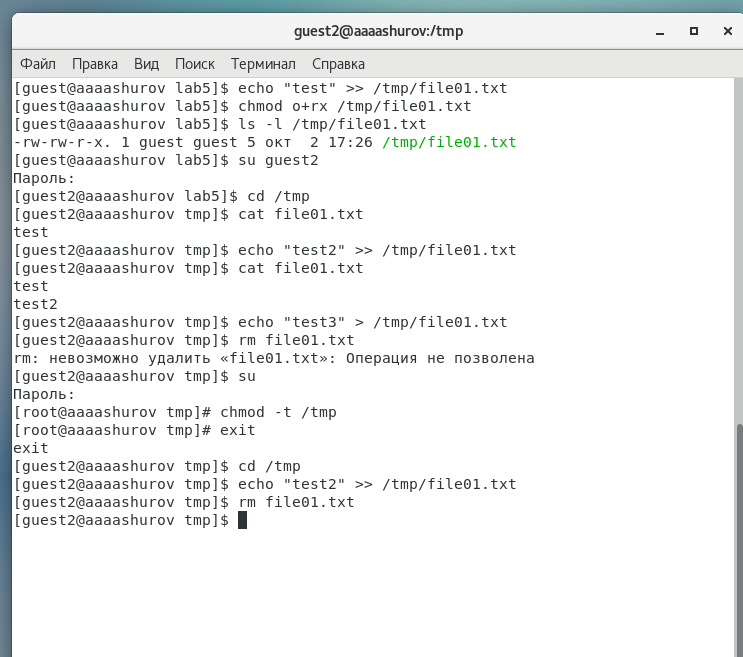 guest2@aaaashurov:/tmp
Файл Правка Вид Поиск Терминал Справка
[guest@aaaashurov lab5]$ echo "test" >> /tmp/file01.txt
[guest@aaaashurov lab5]$ chmod o+rx /tmp/file01.txt
[guest@aaaashurov lab5]$ ls -l /tmp/file01.txt
-rw-rw-r-x. 1 guest guest 5 окт  2 17:26 /tmp/file01.txt
[guest@aaaashurov lab5]$ su guest2
Пароль:
[guest2@aaaashurov lab5]$ cd /tmp
[guest2@aaaashurov tmp]$ cat file01.txt
test
[guest2@aaaashurov tmp]$ echo "test2" >> /tmp/file01.txt
[guest2@aaaashurov tmp]$ cat file01.txt
test
test2
[guest2@aaaashurov tmp]$ echo "test3" > /tmp/file01.txt
[guest2@aaaashurov tmp]$ rm file01.txt
rm: невозможно удалить «file01.txt»: Операция не позволена
[guest2@aaaashurov tmp]$ su
Пароль:
[root@aaaashurov tmp]# chmod -t /tmp
[root@aaaashurov tmp]# exit
exit
[guest2@aaaashurov tmp]$ cd /tmp
[guest2@aaaashurov tmp]$ echo "test2" >> /tmp/file01.txt
[guest2@aaaashurov tmp]$ rm file01.txt
[guest2@aaaashurov tmp]$